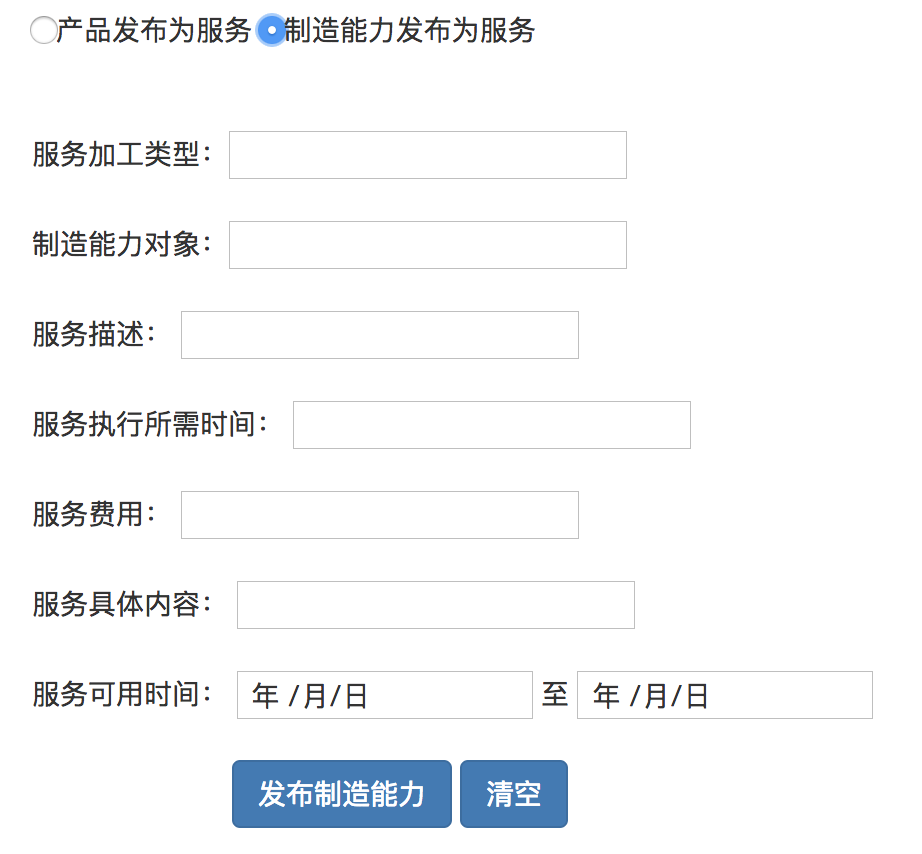 产品发布为服务 制造能力发布为服务
服务加工类型：
制造能力对象：
服务描述：
服务执行所需时间：
服务费用：
服务具体内容：
服务可用时间： 年 /月/日 至 年 /月/日
发布制造能力 清空